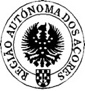 REGIÃO AUTÓNOMA DOS AÇORES